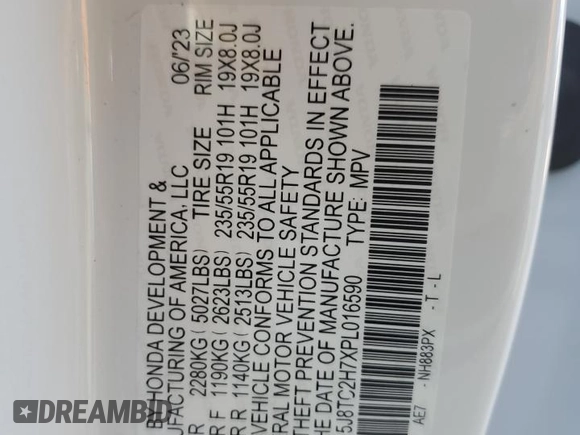 BY HONDA DEVELOPMENT &
UFACTURING OF AMERICA, LLC 06/'23
R 2280KG ( 5027LBS) TIRE SIZE RIM SIZE
R F 1190KG ( 2623LBS) 235/55R19 101H 19X8.0J
R R 1140KG ( 2513LBS) 235/55R19 101H 19X8.0J
VEHICLE CONFORMS TO ALL APPLICABLE
RAL MOTOR VEHICLE SAFETY
THEFT PREVENTION STANDARDS IN EFFECT
HE DATE OF MANUFACTURE SHOWN ABOVE.
5J8TC2H7XPL016590 TYPE: MPV
AE7 - NH883PX - T - L
DREAMBID